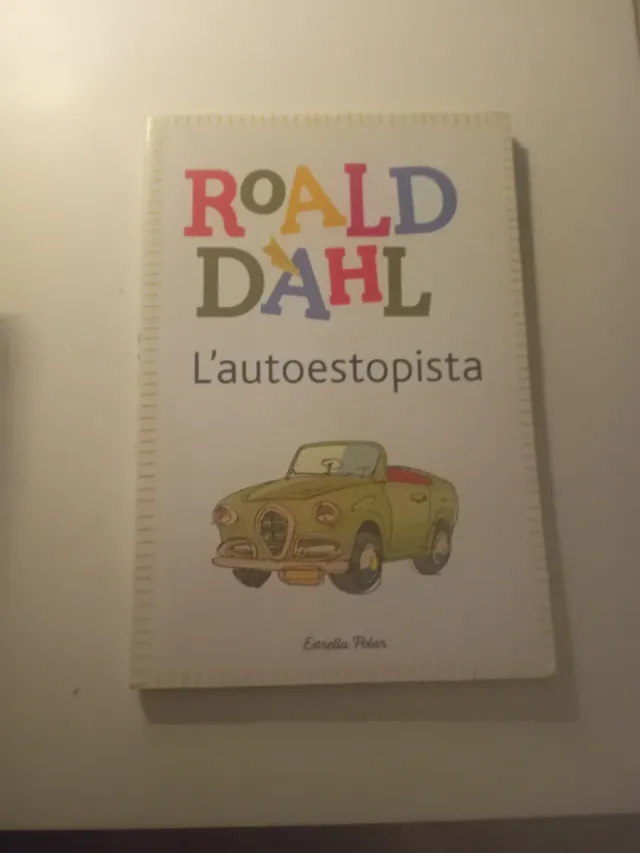 ROALD
DAHL
L'autoestopista
Estrella Polar